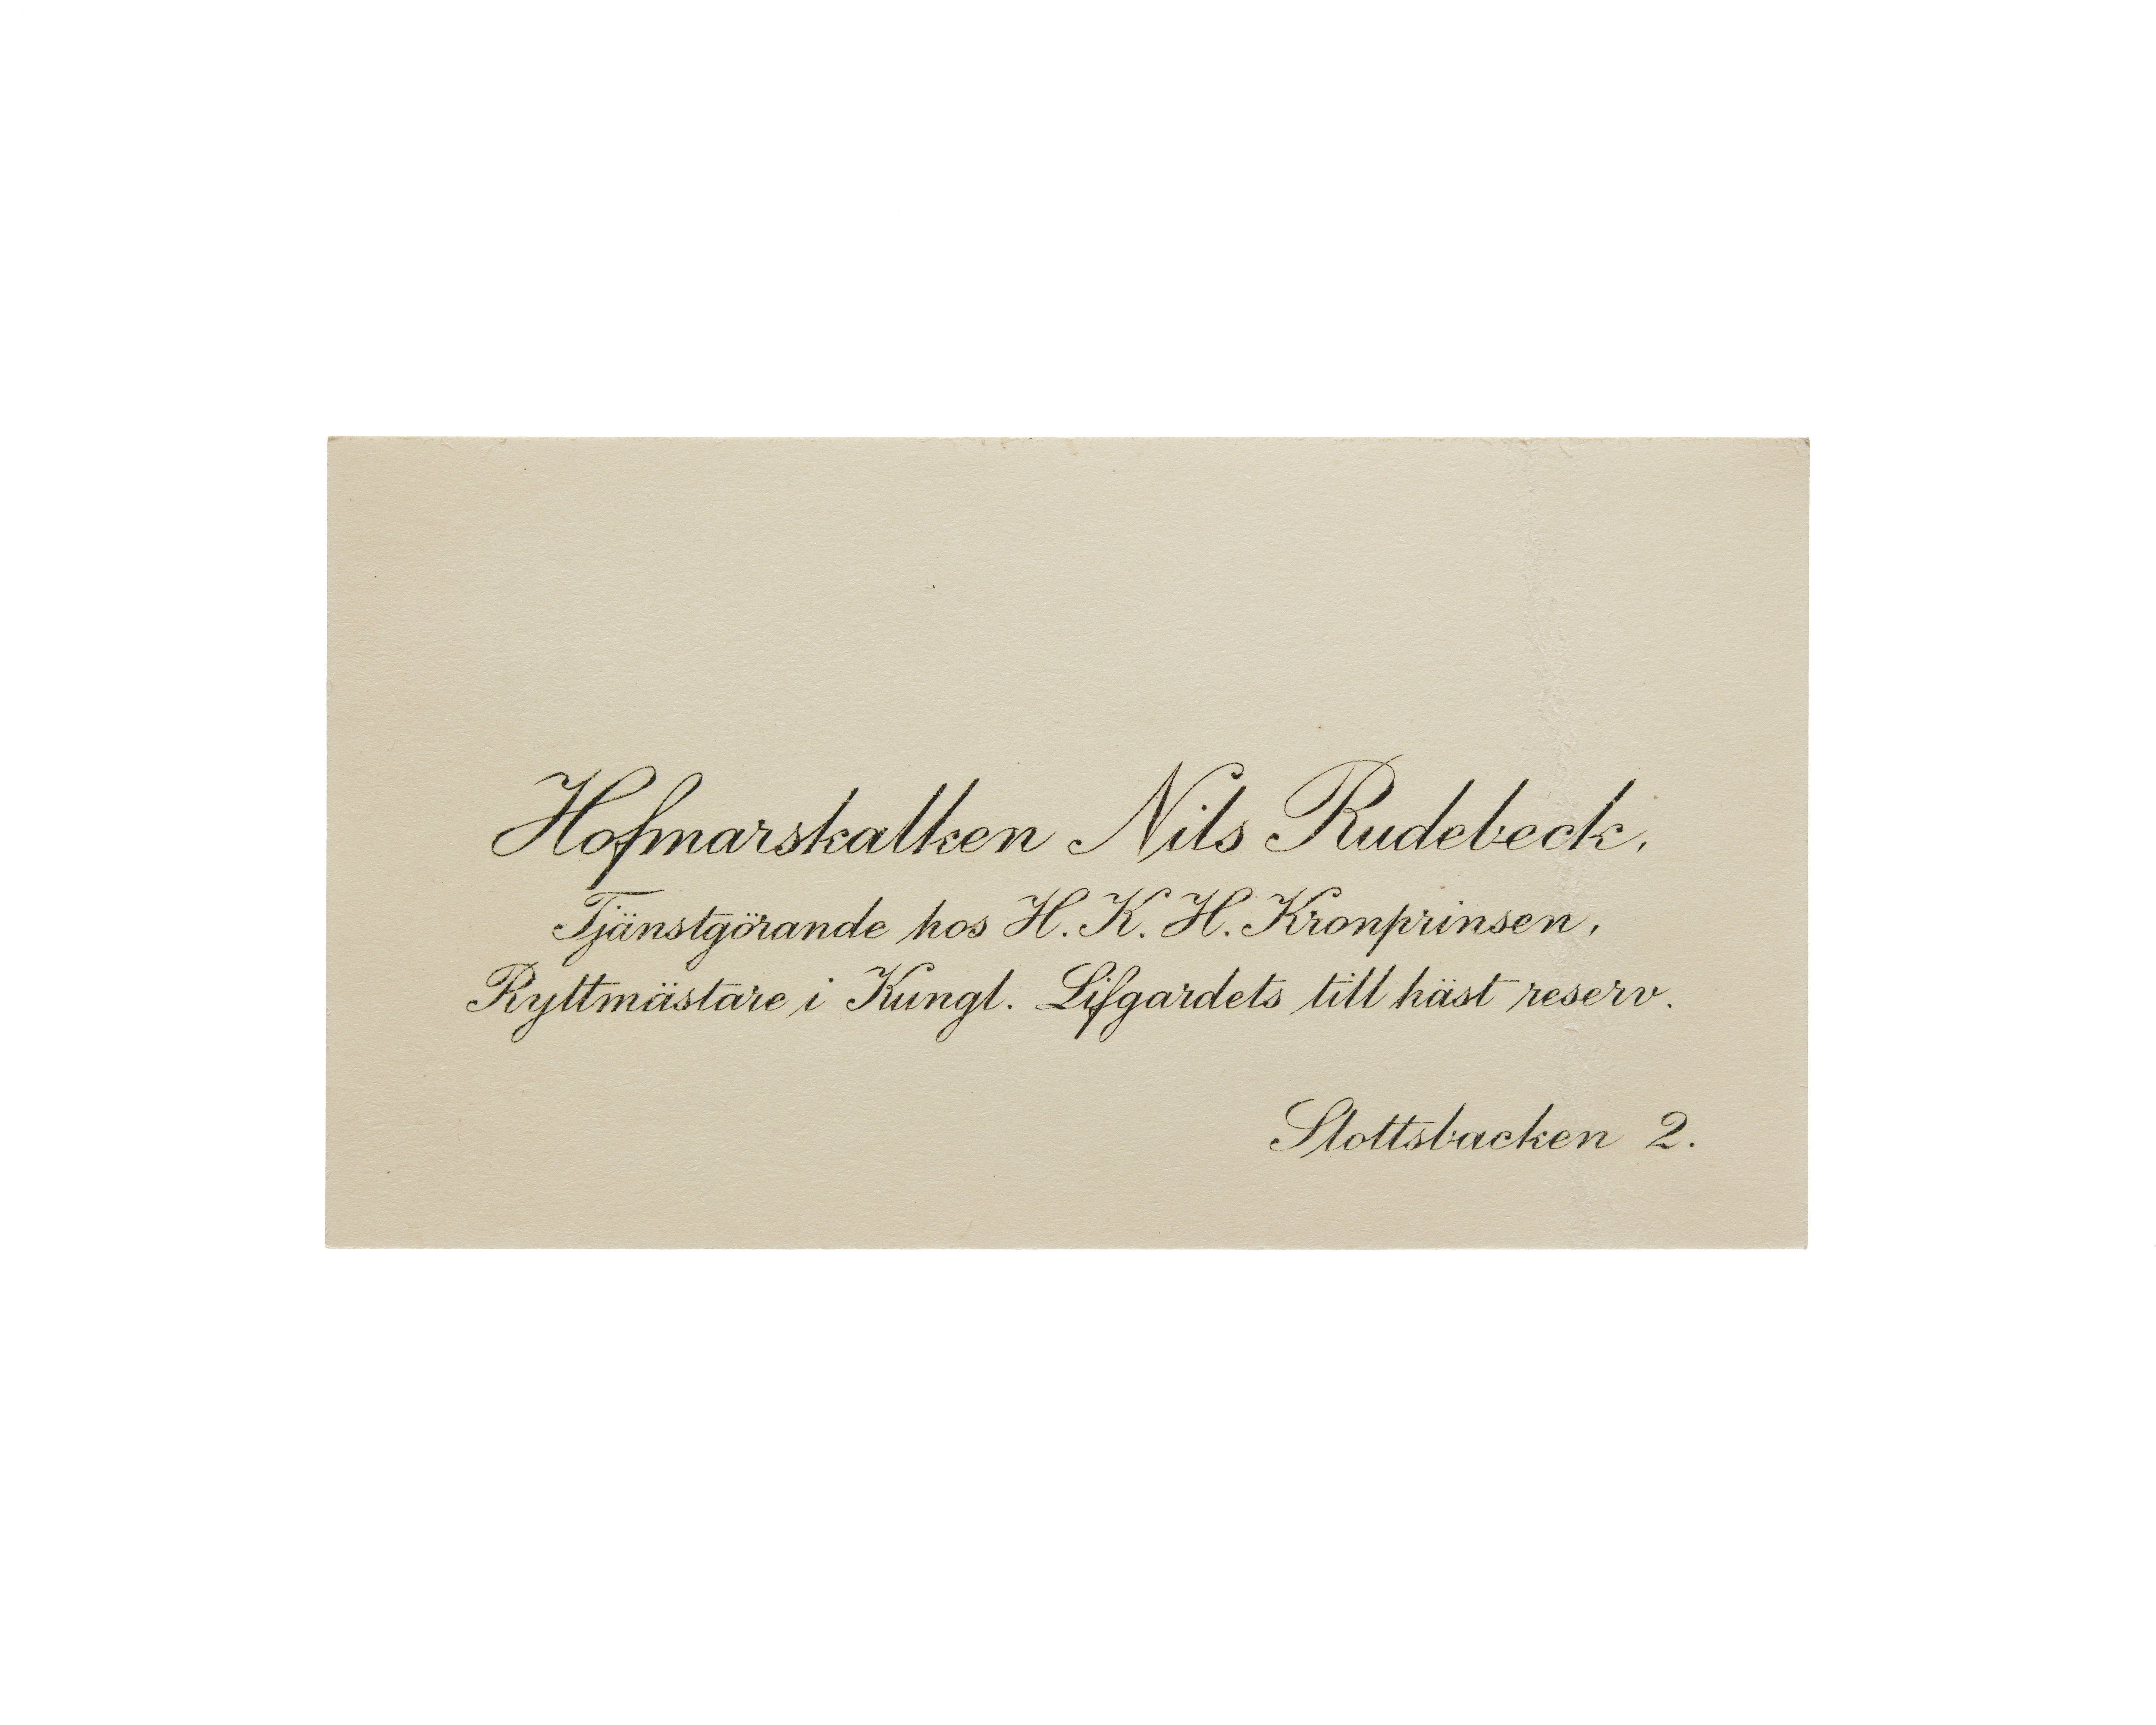 Hofmarskalken Nils Rudebeck,
Tjänstgörande hos H. K. H. Kronprinsen,
Ryttmästare i Kungl. Lifgardets till häst reserv.
Slottsbacken 2.